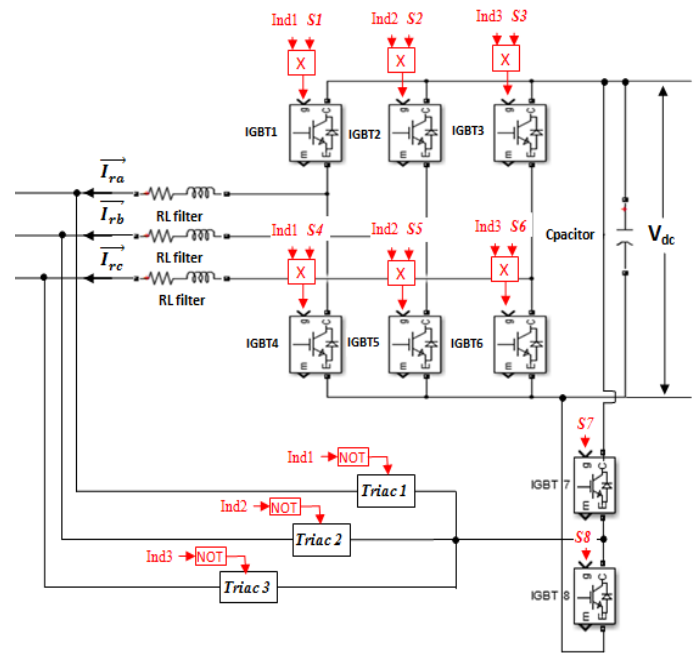 Ind1 S1
Ind2 S2
Ind3 S3
X
X
X
g C
g C
g C
IGBT1
IGBT2
IGBT3
m E
m E
m E
I_ra
RL filter
I_rb
RL filter
I_rc
RL filter
Ind1 S4
Ind2 S5
Ind3 S6
X
X
X
Cpacitor
V_dc
g C
g C
g C
IGBT4
IGBT5
IGBT6
m E
m E
m E
S7
Ind1
NOT
g C
IGBT 7
Triac 1
m E
Ind2
NOT
Triac 2
S8
Ind3
NOT
g C
Triac 3
IGBT 8
m E